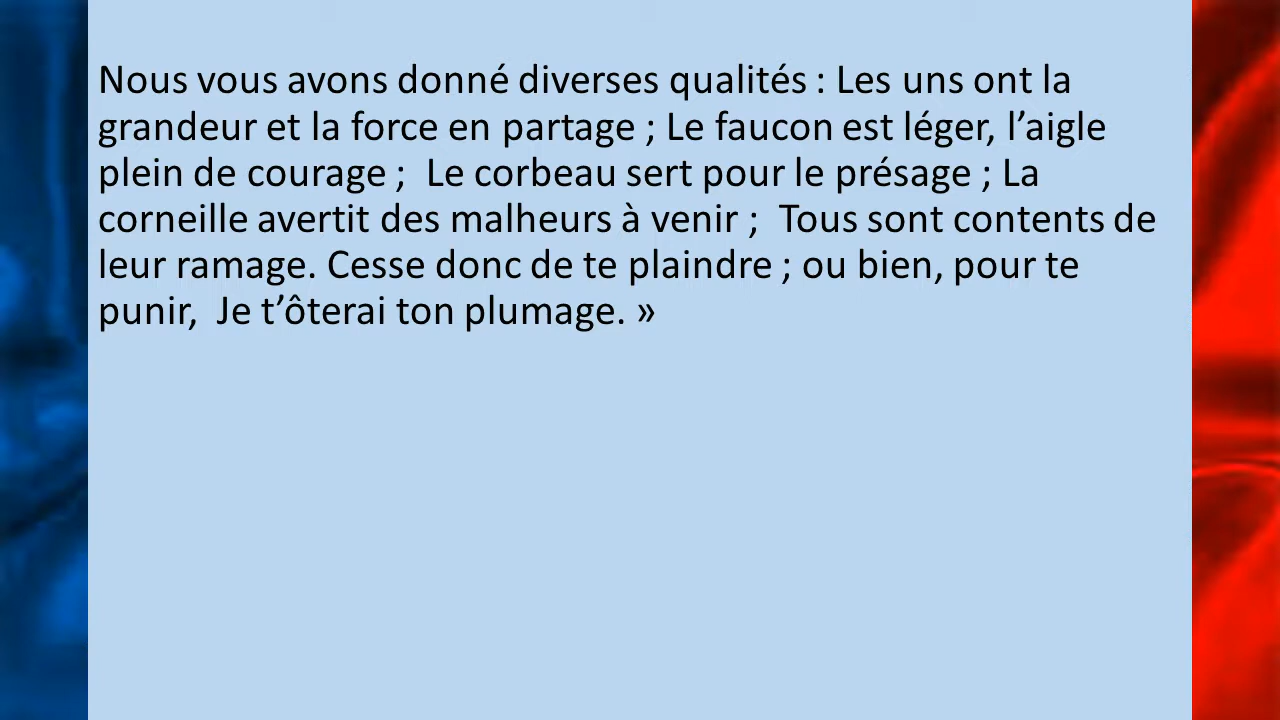 Nous vous avons donné diverses qualités : Les uns ont la
grandeur et la force en partage ; Le faucon est léger, l’aigle
plein de courage ;  Le corbeau sert pour le présage ; La
corneille avertit des malheurs à venir ;  Tous sont contents de
leur ramage. Cesse donc de te plaindre ; ou bien, pour te
punir,  Je t’ôterai ton plumage. »